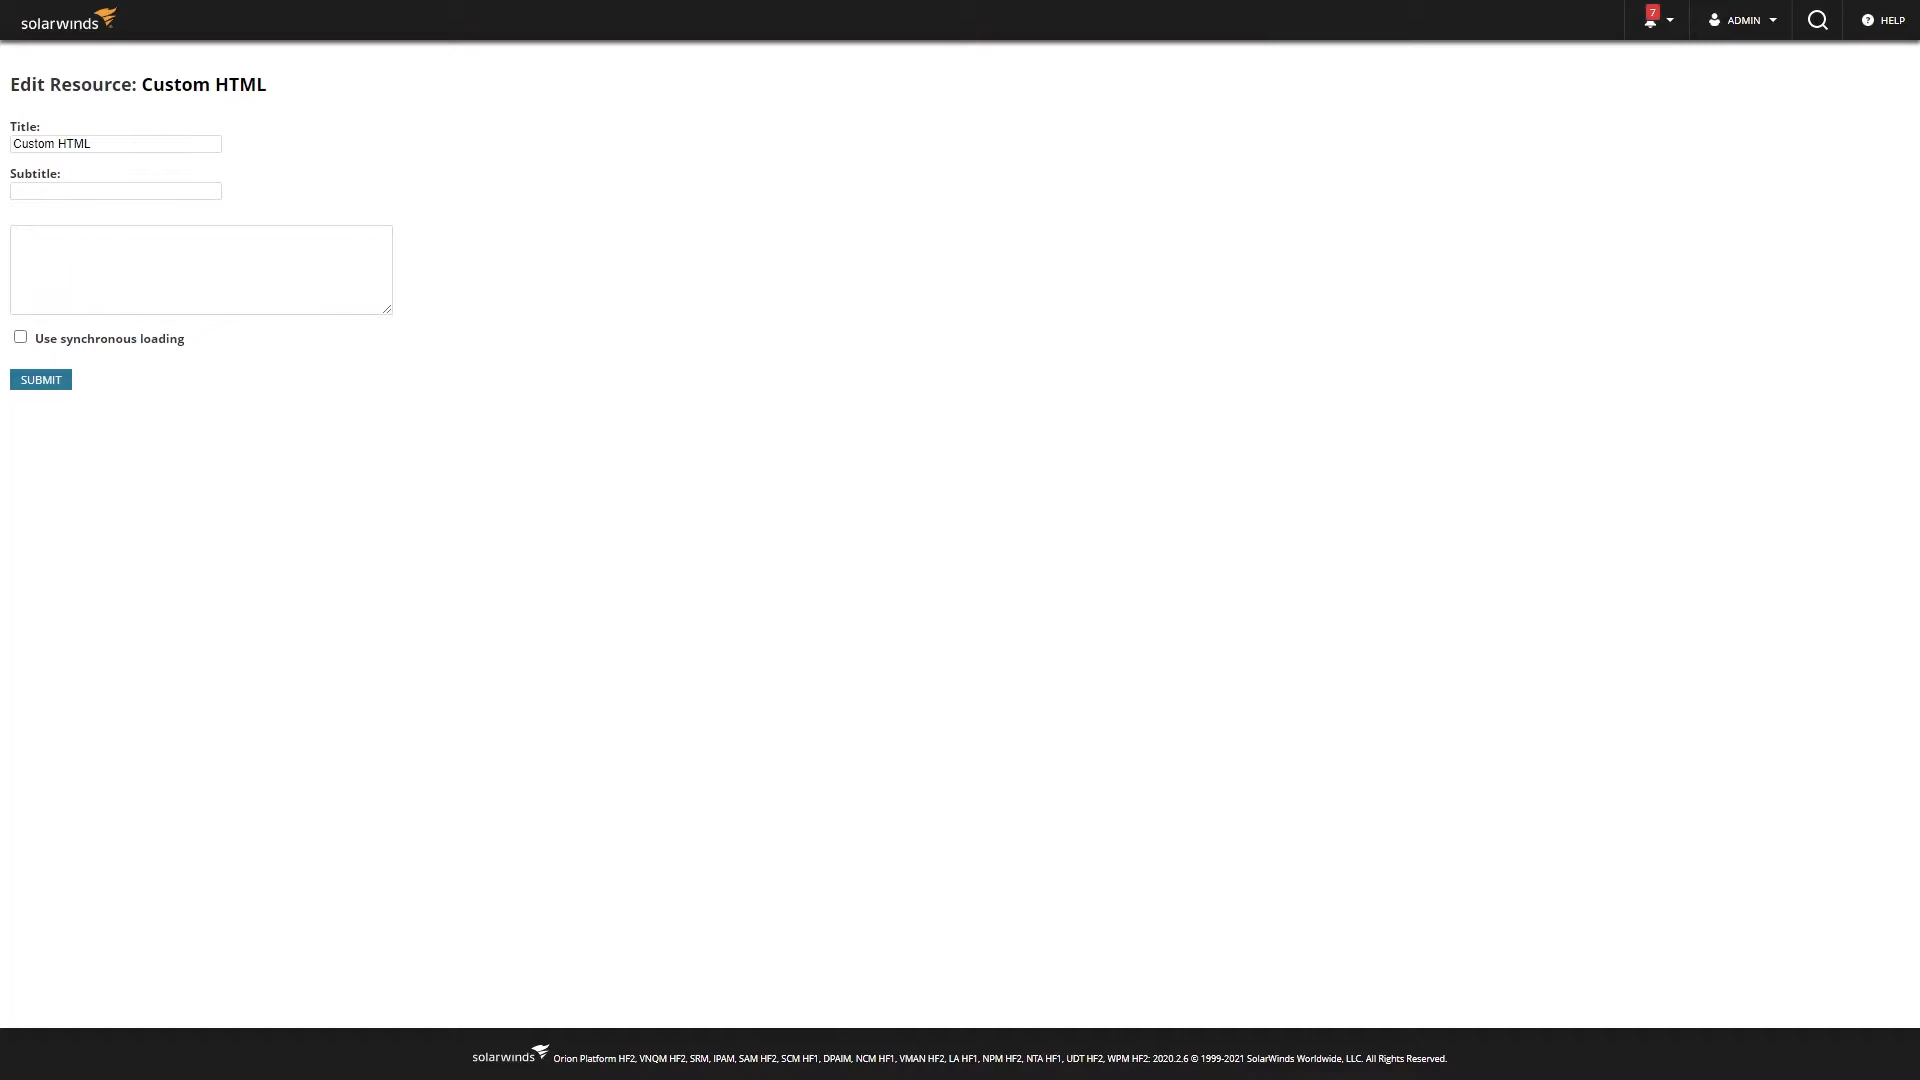 solarwinds
7
ADMIN
HELP
Edit Resource: Custom HTML
Title:
Custom HTML
Subtitle:
Use synchronous loading
SUBMIT
solarwinds Orion Platform HF2, VNQM HF2, SRM, IPAM, SAM HF2, SCM HF1, DPAIM, NCM HF1, VMAN HF2, LA HF1, NPM HF2, NTA HF1, UDT HF2, WPM HF2: 2020.2.6 © 1999-2021 SolarWinds Worldwide, LLC. All Rights Reserved.